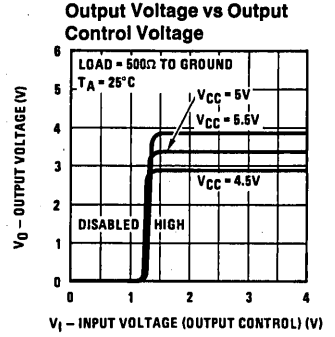 Output Voltage vs Output
Control Voltage
6
LOAD = 500Ω TO GROUND
TA = 25°C
5
VCC = 5V
VCC = 5.5V
4
3
VCC = 4.5V
2
DISABLED HIGH
1
0
0 1 2 3 4
VO – OUTPUT VOLTAGE (V)
VI – INPUT VOLTAGE (OUTPUT CONTROL) (V)